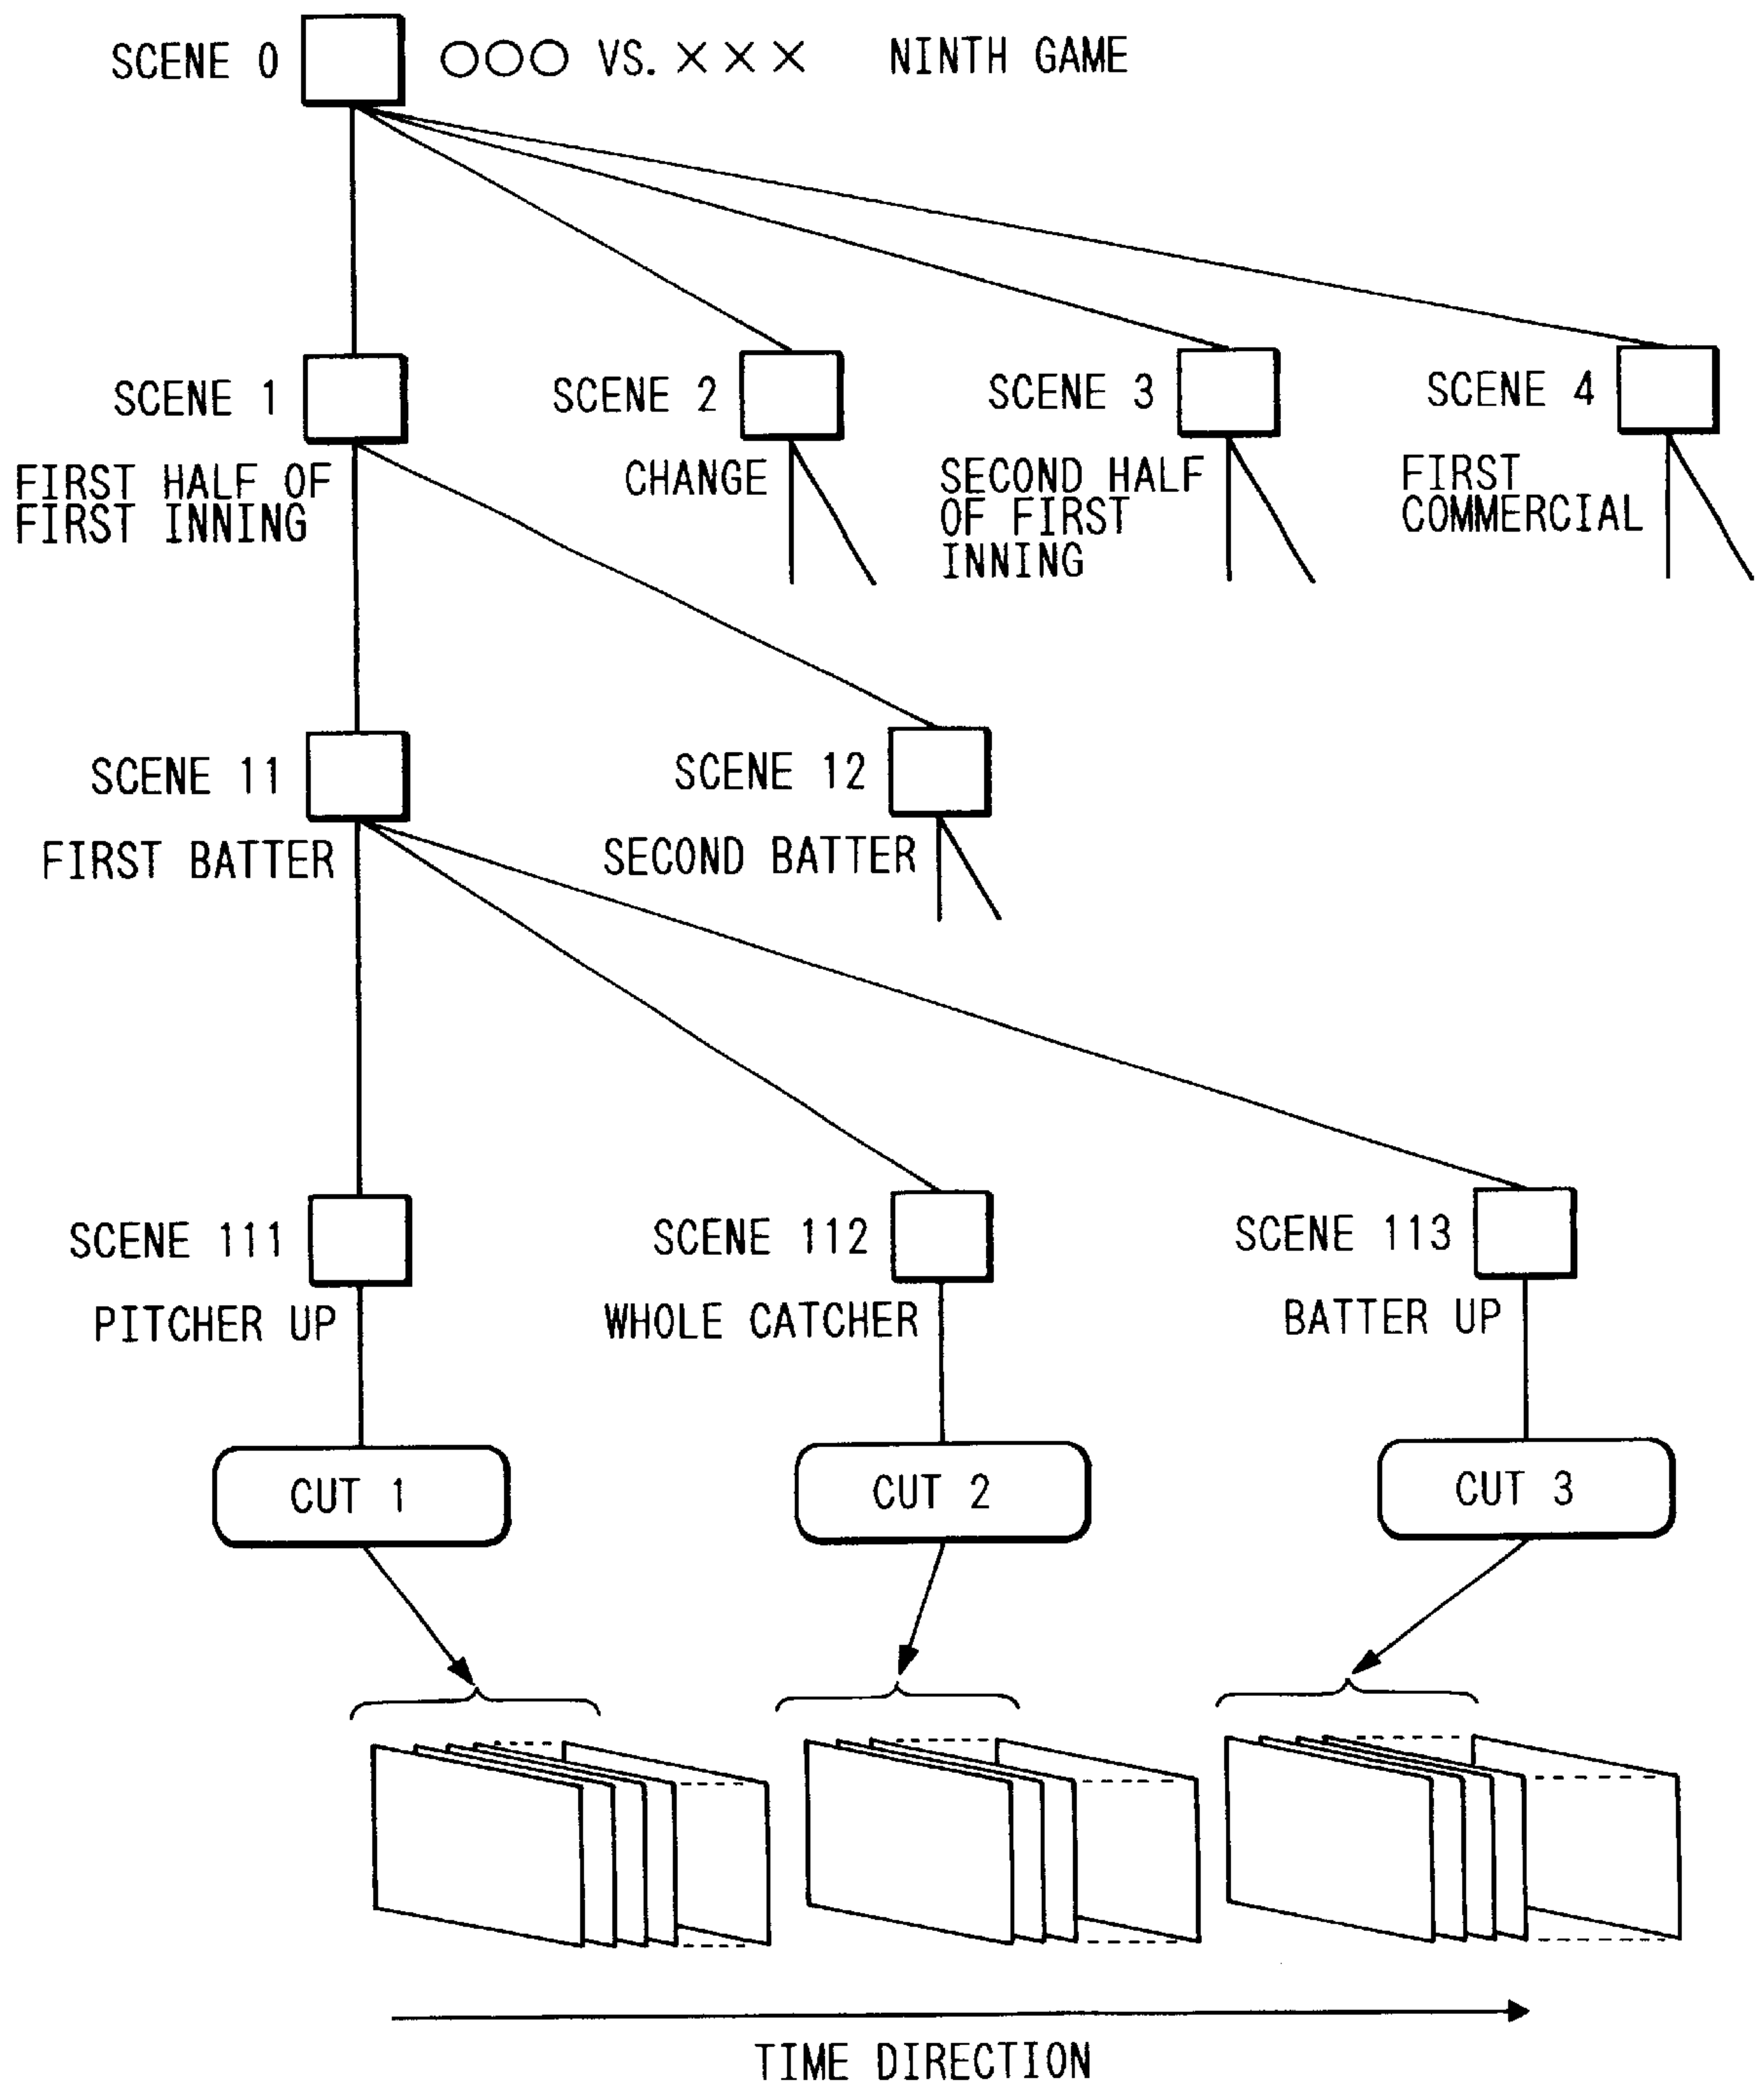 SCENE 0 ○○○ VS. ××× NINTH GAME
SCENE 1
FIRST HALF OF
FIRST INNING
SCENE 2
CHANGE
SCENE 3
SECOND HALF
OF FIRST
INNING
SCENE 4
FIRST
COMMERCIAL
SCENE 11
FIRST BATTER
SCENE 12
SECOND BATTER
SCENE 111
PITCHER UP
SCENE 112
WHOLE CATCHER
SCENE 113
BATTER UP
CUT 1
CUT 2
CUT 3
TIME DIRECTION